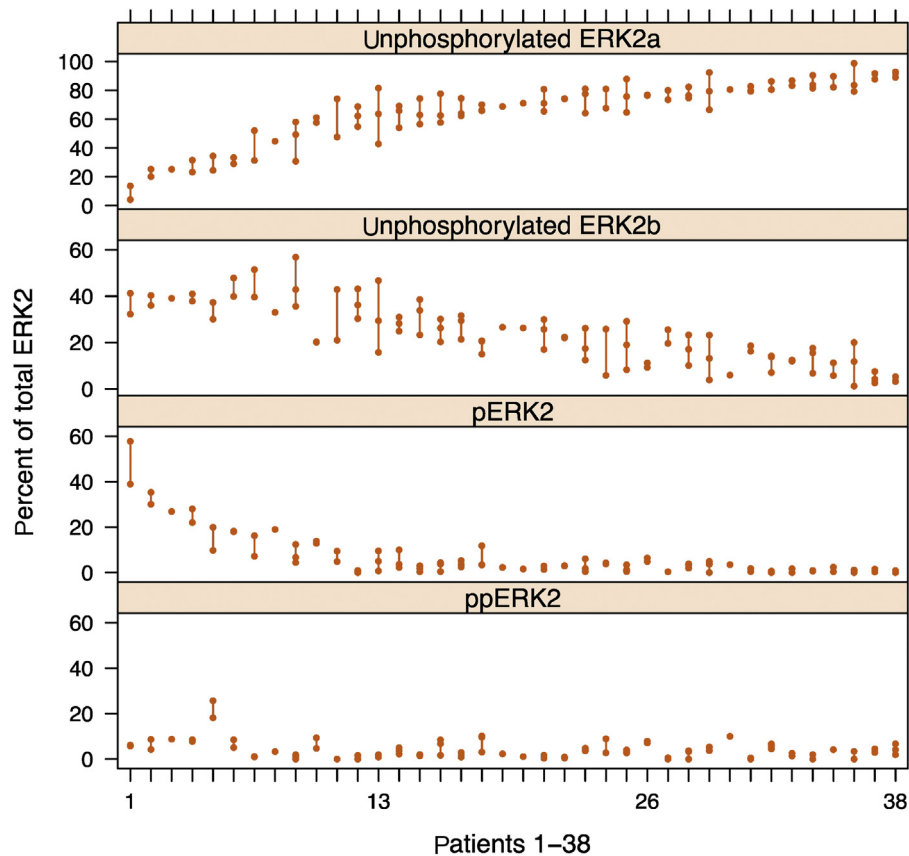 Unphosphorylated ERK2a
100
80
60
40
20
0
Unphosphorylated ERK2b
60
40
20
0
pERK2
60
40
20
0
ppERK2
60
40
20
0
Percent of total ERK2
1 13 26 38
Patients 1–38